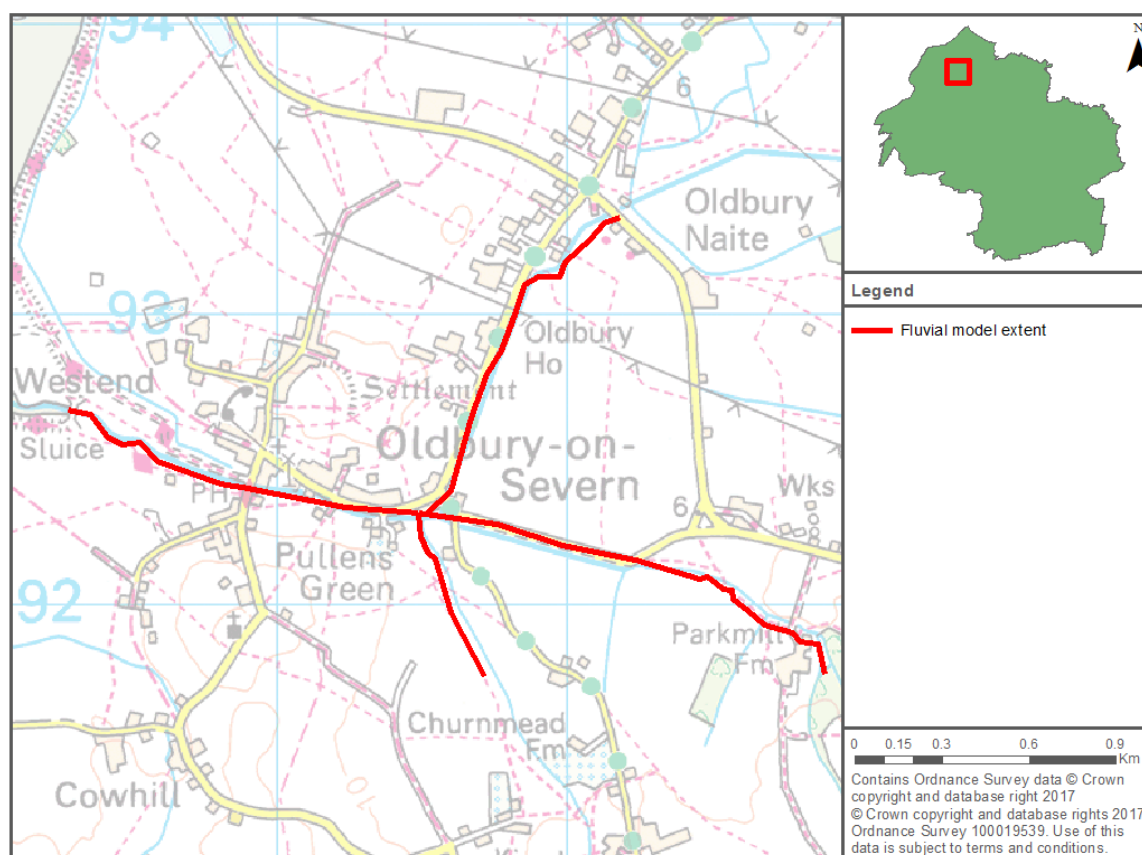 94
6
Oldbury
Naite
93
Oldbury
Ho
Westend
Settlement
Sluice
Oldbury-on-
Severn
PH
Wks
6
Pullens
Green
92
Parkmill
Fm
Churnmead
Fm
Cowhill
10
N
Legend
Fluvial model extent
0 0.15 0.3 0.6 0.9
Km
Contains Ordnance Survey data © Crown
copyright and database right 2017
© Crown copyright and database rights 2017
Ordnance Survey 100019539. Use of this
data is subject to terms and conditions.